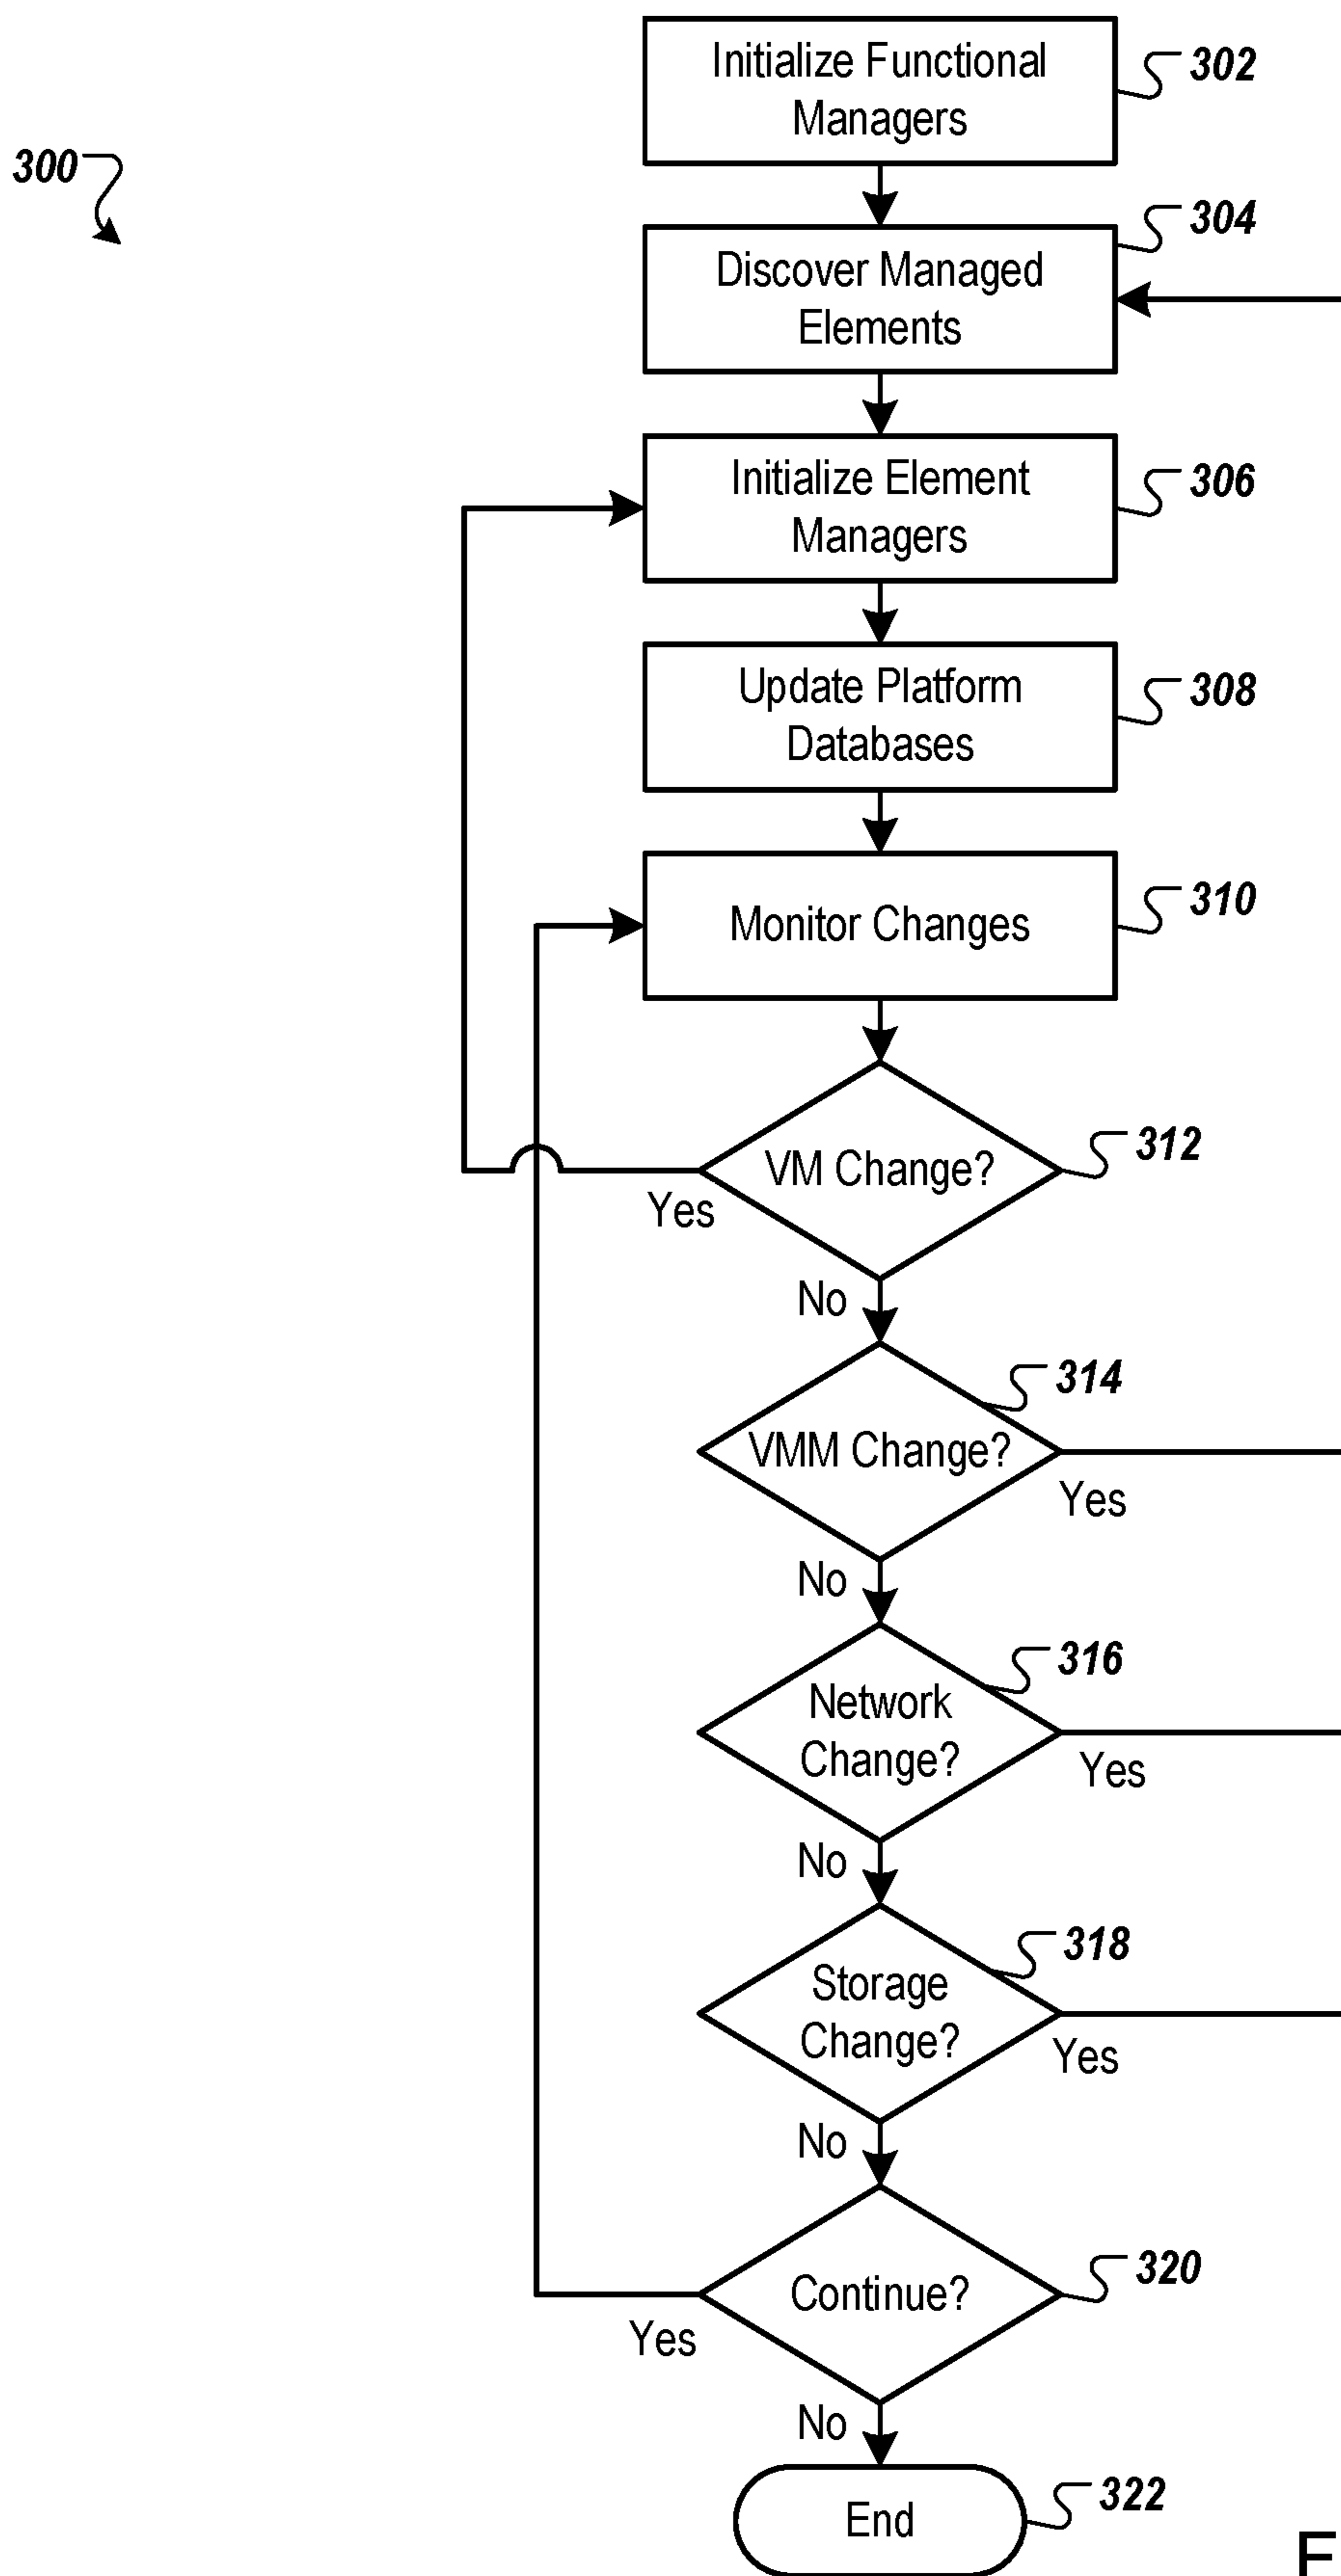 300
Initialize Functional
Managers
302
Discover Managed
Elements
304
Initialize Element
Managers
306
Update Platform
Databases
308
Monitor Changes
310
VM Change?
312
Yes
No
VMM Change?
314
Yes
No
Network
Change?
316
Yes
No
Storage
Change?
318
Yes
No
Continue?
320
Yes
No
End
322